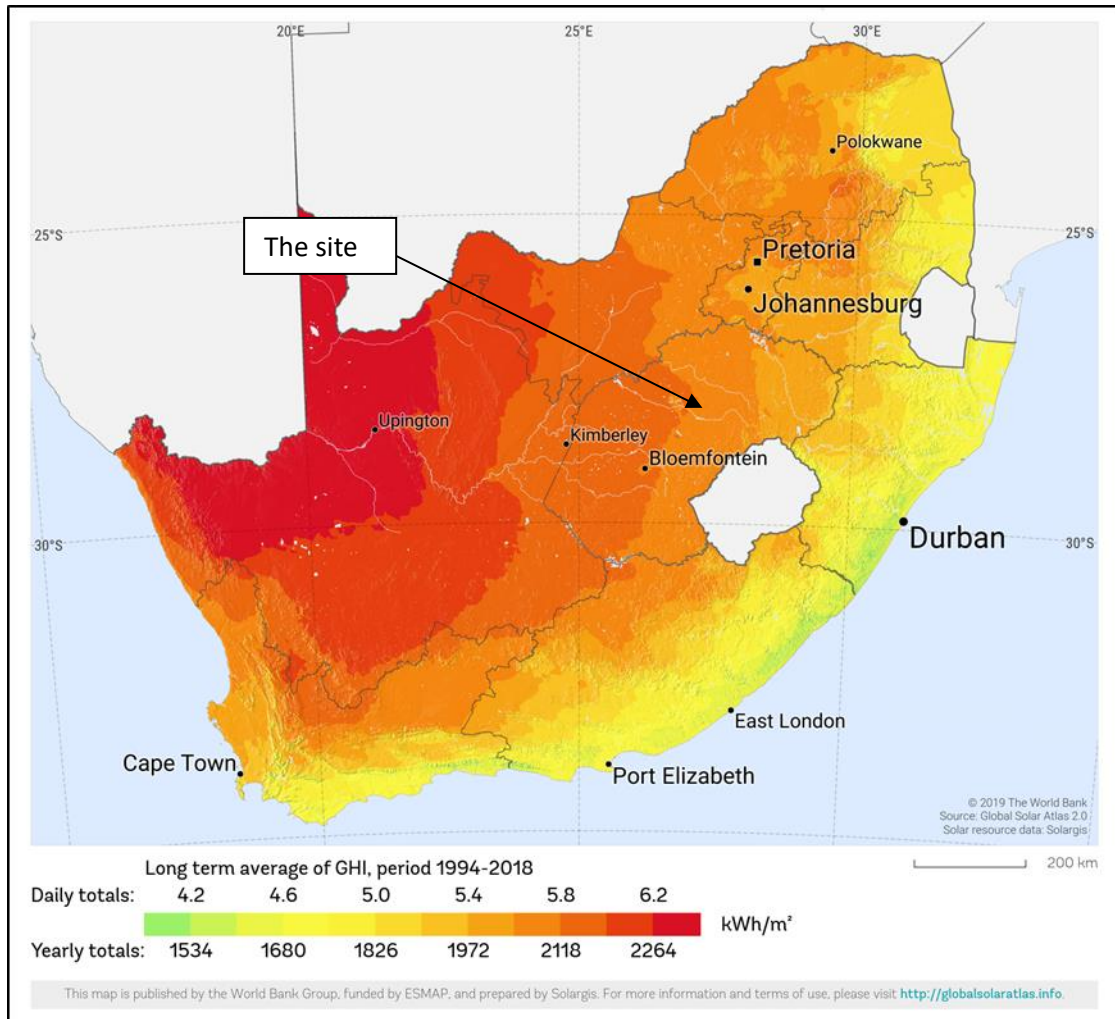 20°E 25°E 30°E
Polokwane
25°S 25°S
The site
Pretoria
Johannesburg
Upington
Kimberley
Bloemfontein
30°S 30°S
Durban
East London
Cape Town
Port Elizabeth
© 2019 The World Bank
Source: Global Solar Atlas 2.0
Solar resource data: Solargis
200 km
Long term average of GHI, period 1994-2018
Daily totals: 4.2 4.6 5.0 5.4 5.8 6.2
kWh/m²
Yearly totals: 1534 1680 1826 1972 2118 2264
This map is published by the World Bank Group, funded by ESMAP, and prepared by Solargis. For more information and terms of use, please visit http://globalsolaratlas.info.